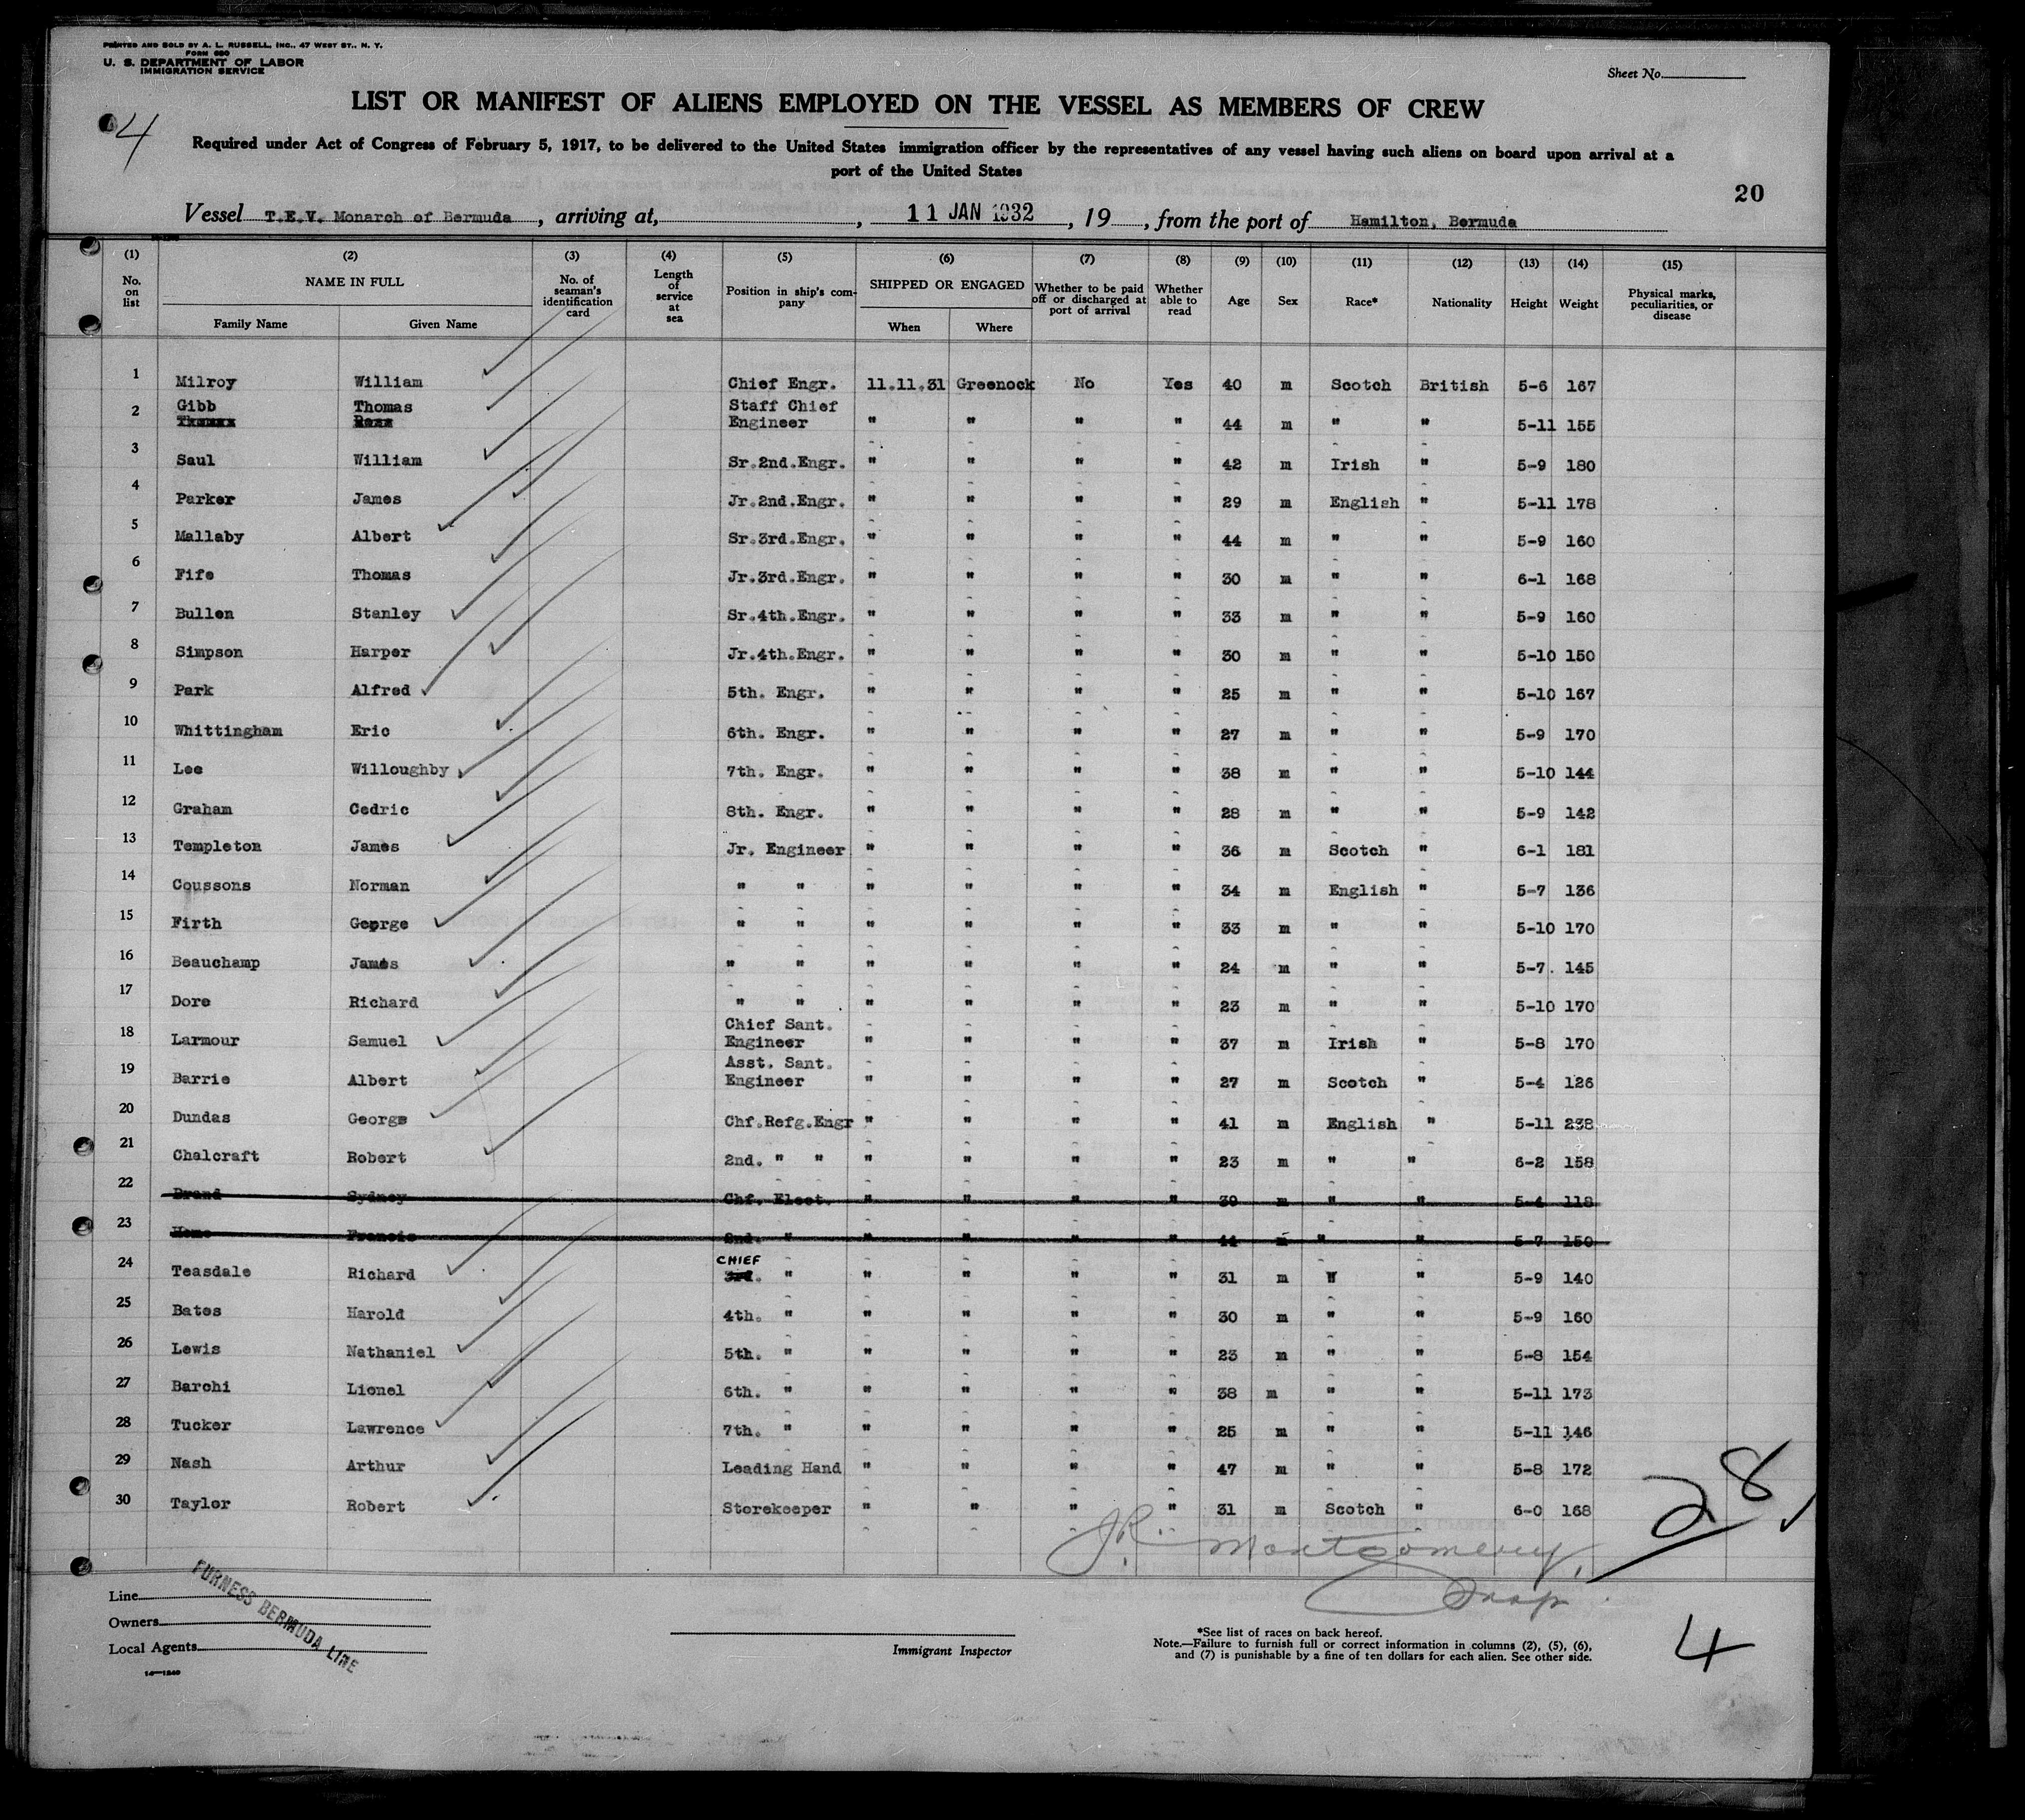 PRINTED AND SOLD BY A. L. RUSSELL, INC., 47 WEST ST., N. Y.
FORM 680
U. S. DEPARTMENT OF LABOR
IMMIGRATION SERVICE
Sheet No.
LIST OR MANIFEST OF ALIENS EMPLOYED ON THE VESSEL AS MEMBERS OF CREW
4
Required under Act of Congress of February 5, 1917, to be delivered to the United States immigration officer by the representatives of any vessel having such aliens on board upon arrival at a
port of the United States
20
Vessel T.E.V. Monarch of Bermuda, arriving at, , 11 JAN 1932, 19 , from the port of Hamilton, Bermuda
(1) (2) (3) (4) (5) (6) (7) (8) (9) (10) (11) (12) (13) (14) (15)
No. on list NAME IN FULL Family Name Given Name No. of seaman's identification card Length of service at sea Position in ship's company SHIPPED OR ENGAGED When Where Whether to be paid off or discharged at port of arrival Whether able to read Age Sex Race* Nationality Height Weight Physical marks, peculiarities, or disease
1 Milroy William Chief Engr. 11.11.31 Greenock No Yes 40 m Scotch British 5-6 167
2 Gibb Thomas Staff Chief
Thomas Ross Engineer " " " " 44 m " " 5-11 155
3 Saul William Sr.2nd.Engr. " " " " 42 m Irish " 5-9 180
4 Parker James Jr.2nd.Engr. " " " " 29 m English " 5-11 178
5 Mallaby Albert Sr.3rd.Engr. " " " " 44 m " " 5-9 160
6 Fife Thomas Jr.3rd.Engr. " " " " 30 m " " 6-1 168
7 Bullen Stanley Sr.4th.Engr. " " " " 33 m " " 5-9 160
8 Simpson Harper Jr.4th.Engr. " " " " 30 m " " 5-10 150
9 Park Alfred 5th. Engr. " " " " 25 m " " 5-10 167
10 Whittingham Eric 6th. Engr. " " " " 27 m " " 5-9 170
11 Lee Willoughby 7th. Engr. " " " " 38 m " " 5-10 144
12 Graham Cedric 8th. Engr. " " " " 28 m " " 5-9 142
13 Templeton James Jr. Engineer " " " " 36 m Scotch " 6-1 181
14 Coussons Norman " " " " " " 34 m English " 5-7 136
15 Firth George " " " " " " 33 m " " 5-10 170
16 Beauchamp James " " " " " " 24 m " " 5-7. 145
17 Dore Richard " " " " " " 23 m " " 5-10 170
18 Larmour Samuel Chief Sant. Engineer " " " " 37 m Irish " 5-8 170
19 Barrie Albert Asst. Sant. Engineer " " " " 27 m Scotch " 5-4 126
20 Dundas George Chf.Refg.Engr " " " " 41 m English " 5-11 238
21 Chalcraft Robert 2nd. " " " " " " 23 m " " 6-2 158
22 Brand Sydney Chf. Elect. " " " " 39 m " " 5-4 118
23 Francis 2nd. " " " " " 44 m " " 5-7 150
24 Teasdale Richard CHIEF 3rd. " " " " " 31 m " " 5-9 140
25 Bates Harold 4th. " " " " " 30 m " " 5-9 160
26 Lewis Nathaniel 5th. " " " " " 23 m " " 5-8 154
27 Barchi Lionel 6th. " " " " " 38 m " " 5-11 173
28 Tucker Lawrence 7th. " " " " " 25 m " " 5-11 146
29 Nash Arthur Leading Hand " " " " 47 m " " 5-8 172
30 Taylor Robert Storekeeper " " " " 31 m Scotch " 6-0 168
28
J.R. Montgomery,
Insp.
Line
Owners
Local Agents
FURNESS BERMUDA LINE
14—1240
Immigrant Inspector
*See list of races on back hereof.
Note.—Failure to furnish full or correct information in columns (2), (5), (6),
and (7) is punishable by a fine of ten dollars for each alien. See other side.
4